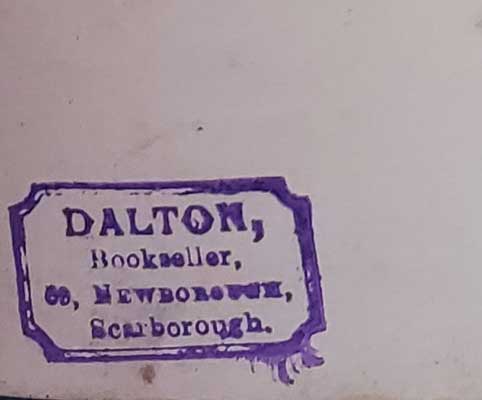 DALTON,
Bookseller,
NEWBOROUGH,
Scarborough.